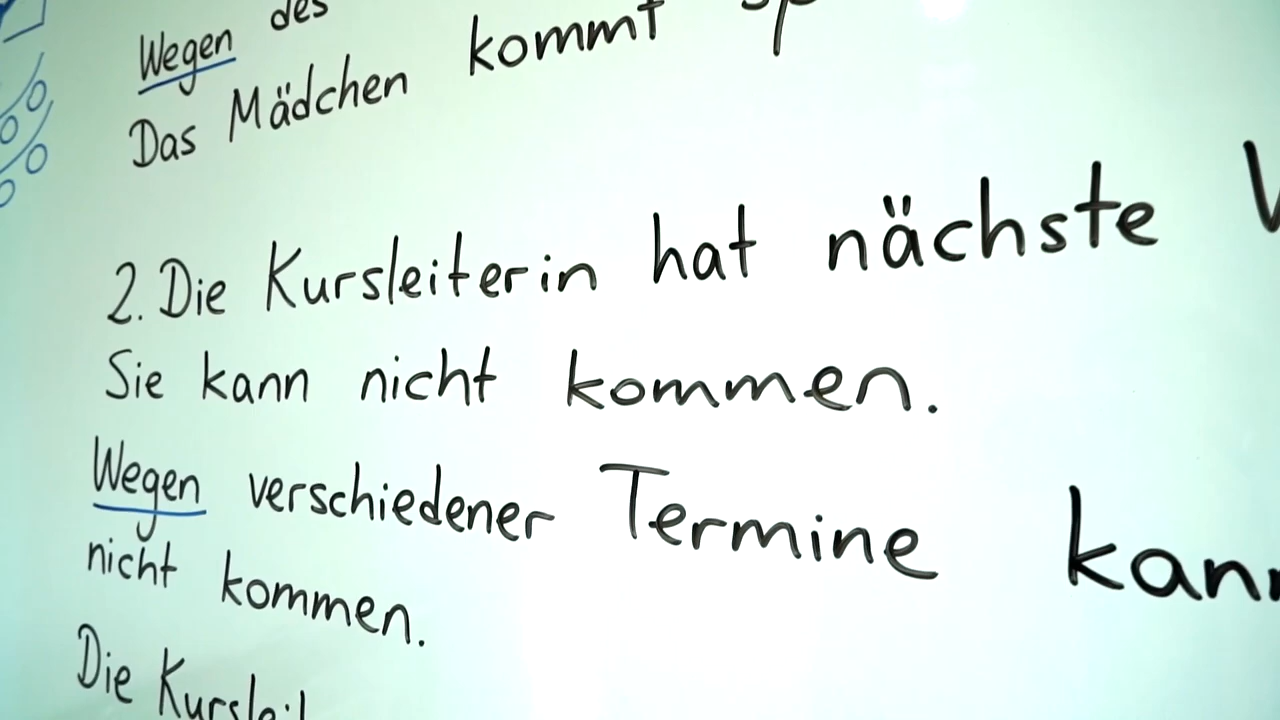 Wegen des
Das Mädchen kommt
2. Die Kursleiterin hat nächste
Sie kann nicht kommen.
Wegen verschiedener Termine
nicht kommen.
Die